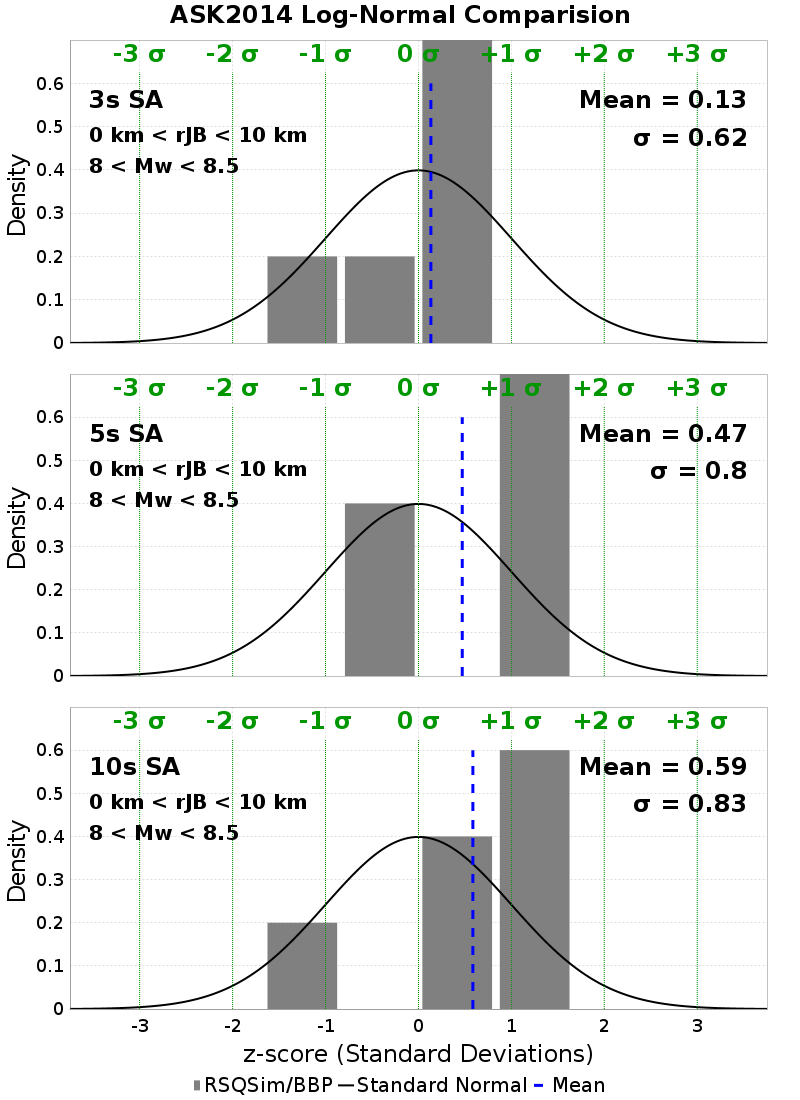 ASK2014 Log-Normal Comparision
-3 σ -2 σ -1 σ 0 σ +1 σ +2 σ +3 σ
3s SA
0 km < rJB < 10 km
8 < Mw < 8.5
Mean = 0.13
σ = 0.62
Density
0.6
0.5
0.4
0.3
0.2
0.1
0
-3 σ -2 σ -1 σ 0 σ +1 σ +2 σ +3 σ
5s SA
0 km < rJB < 10 km
8 < Mw < 8.5
Mean = 0.47
σ = 0.8
Density
0.6
0.5
0.4
0.3
0.2
0.1
0
-3 σ -2 σ -1 σ 0 σ +1 σ +2 σ +3 σ
10s SA
0 km < rJB < 10 km
8 < Mw < 8.5
Mean = 0.59
σ = 0.83
Density
0.6
0.5
0.4
0.3
0.2
0.1
0
-3 -2 -1 0 1 2 3
z-score (Standard Deviations)
RSQSim/BBP Standard Normal Mean